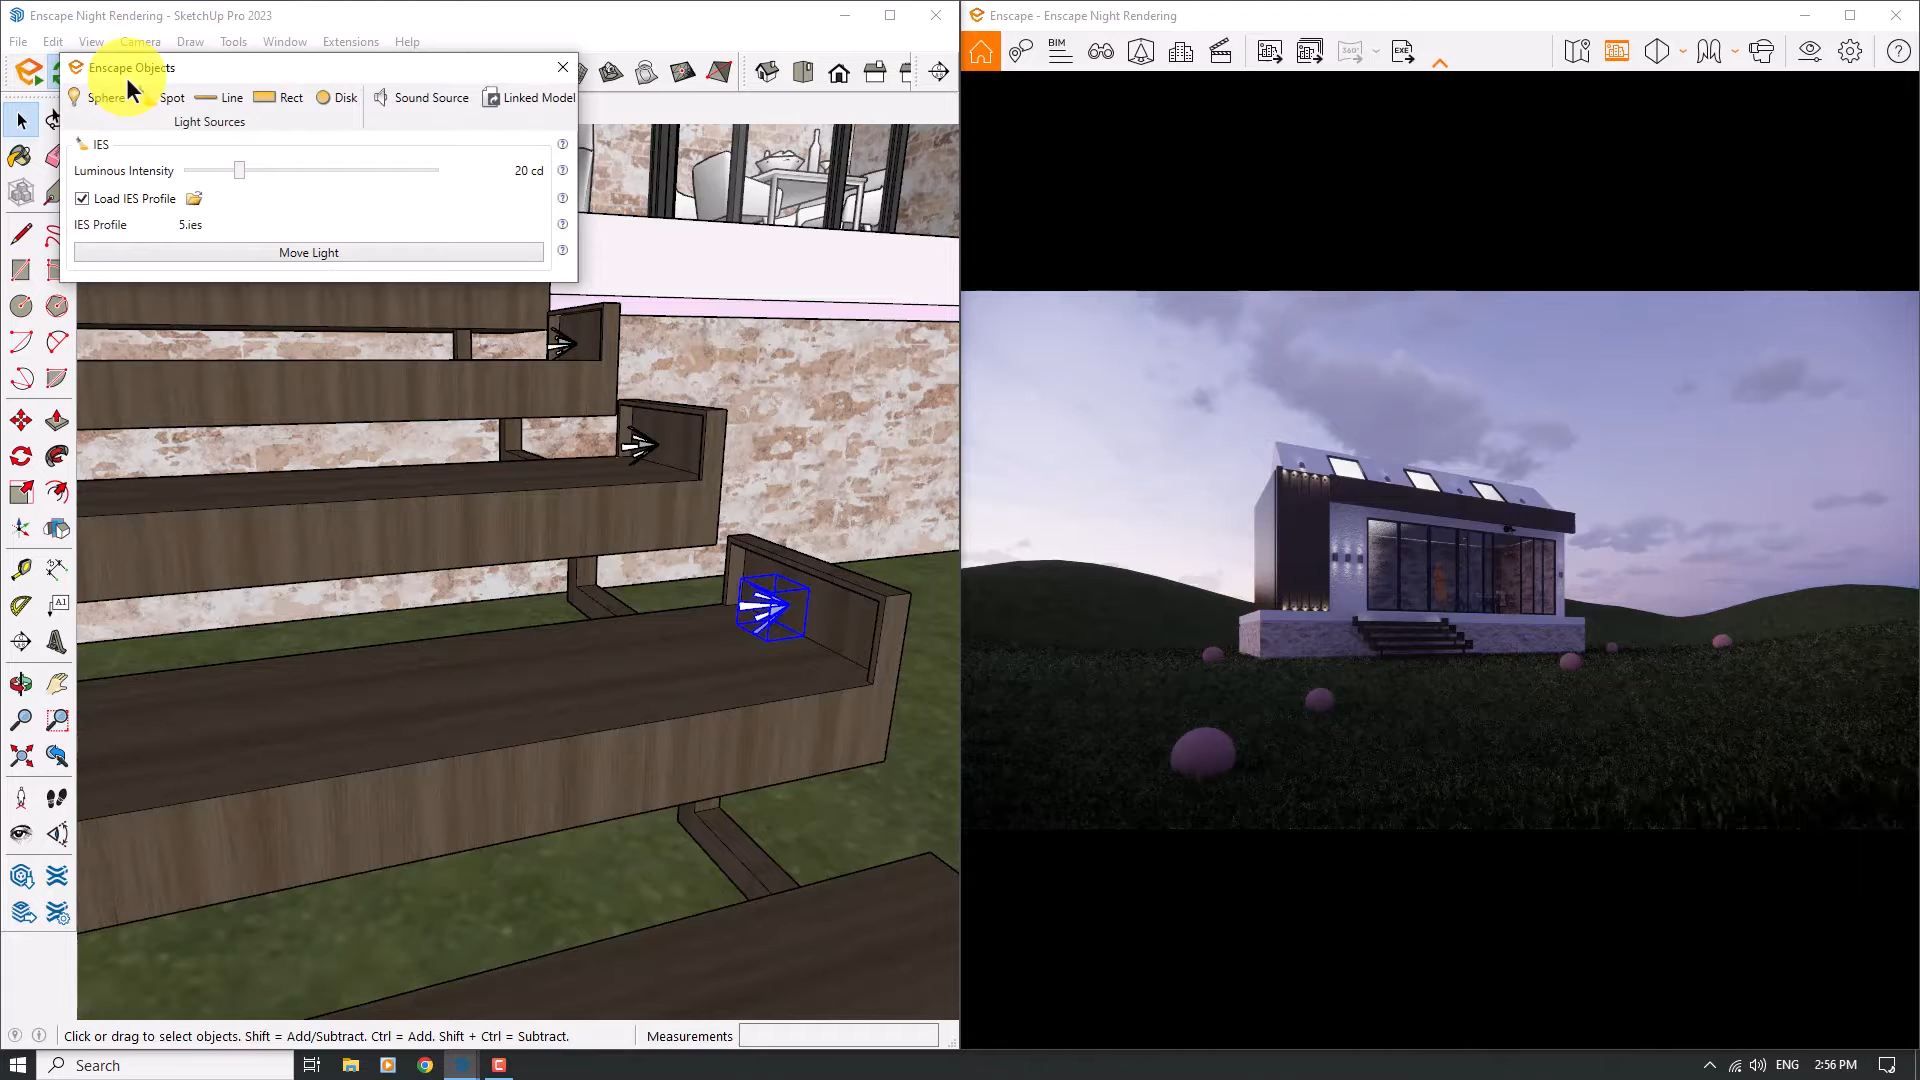 Enscape Night Rendering - SketchUp Pro 2023
File Edit View Camera Draw Tools Window Extensions Help
Enscape Objects
Sphere Spot Line Rect Disk Sound Source Linked Model
Light Sources
IES
Luminous Intensity 20 cd
Load IES Profile
IES Profile 5.ies
Move Light
A1
Click or drag to select objects. Shift = Add/Subtract. Ctrl = Add. Shift + Ctrl = Subtract.
Measurements
Enscape - Enscape Night Rendering
BIM
360°
EXE
Search
ENG
2:56 PM